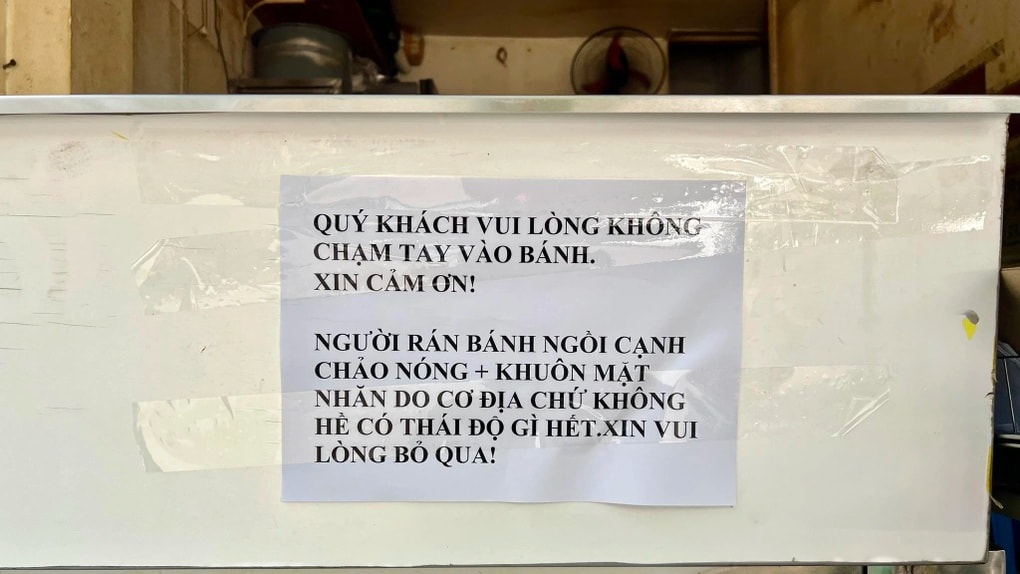 QUÝ KHÁCH VUI LÒNG KHÔNG
CHẠM TAY VÀO BÁNH.
XIN CẢM ƠN!
NGƯỜI RÁN BÁNH NGỒI CẠNH
CHẢO NÓNG + KHUÔN MẶT
NHĂN DO CƠ ĐỊA CHỨ KHÔNG
HỀ CÓ THÁI ĐỘ GÌ HẾT.XIN VUI
LÒNG BỎ QUA!